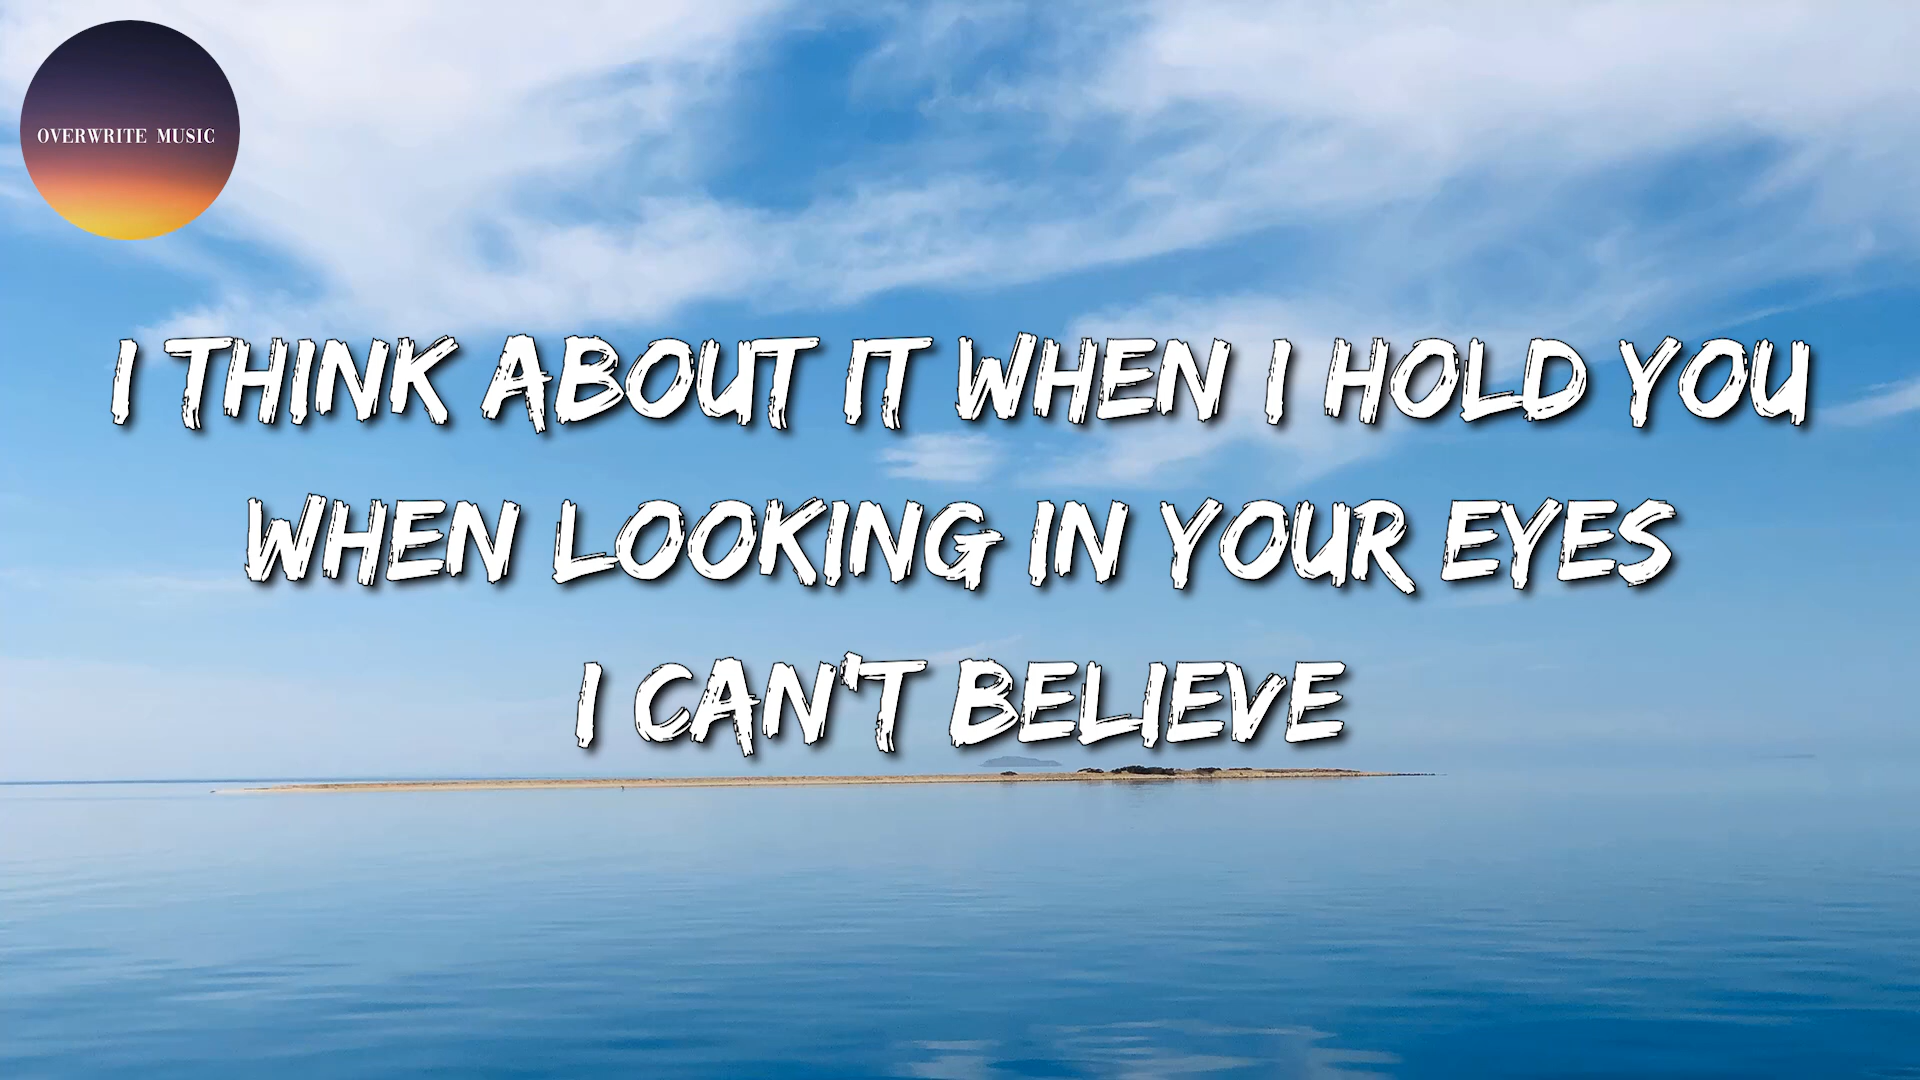 OVERWRITE MUSIC
I THINK ABOUT IT WHEN I HOLD YOU
WHEN LOOKING IN YOUR EYES
I CAN'T BELIEVE